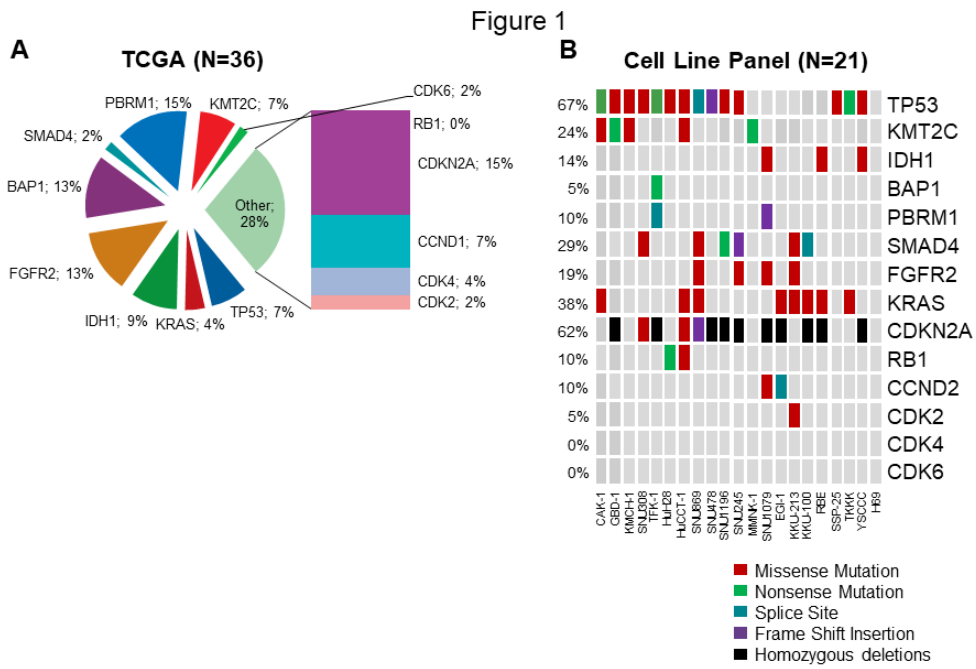 Figure 1
A
TCGA (N=36)
PBRM1; 15%
KMT2C; 7%
CDK6; 2%
SMAD4; 2%
RB1; 0%
CDKN2A; 15%
BAP1; 13%
Other;
28%
CCND1; 7%
FGFR2; 13%
CDK4; 4%
CDK2; 2%
IDH1; 9%
KRAS; 4%
TP53; 7%
B
Cell Line Panel (N=21)
67% TP53
24% KMT2C
14% IDH1
5% BAP1
10% PBRM1
29% SMAD4
19% FGFR2
38% KRAS
62% CDKN2A
10% RB1
10% CCND2
5% CDK2
0% CDK4
0% CDK6
CAK-1
GBD-1
KMCH-1
SNU308
TFK-1
HuH28
HuCCT-1
SNU869
SNU478
SNU1196
SNU245
MMNK-1
SNU1079
EGI-1
KKU-213
KKU-100
RBE
SSP-25
TKKK
YSCCC
H69
Missense Mutation
Nonsense Mutation
Splice Site
Frame Shift Insertion
Homozygous deletions